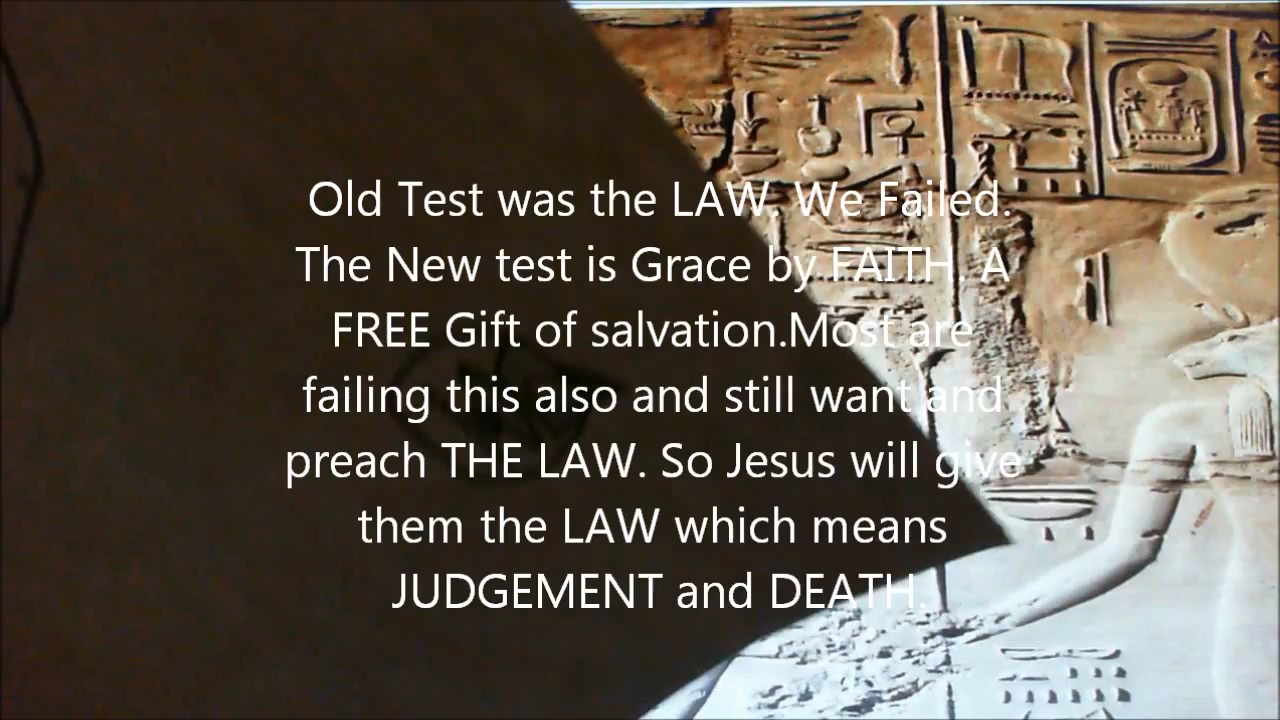 Old Test was the LAW. We Failed.
The New test is Grace by FAITH. A
FREE Gift of salvation.Most are
failing this also and still want and
preach THE LAW. So Jesus will give
them the LAW which means
JUDGEMENT and DEATH.